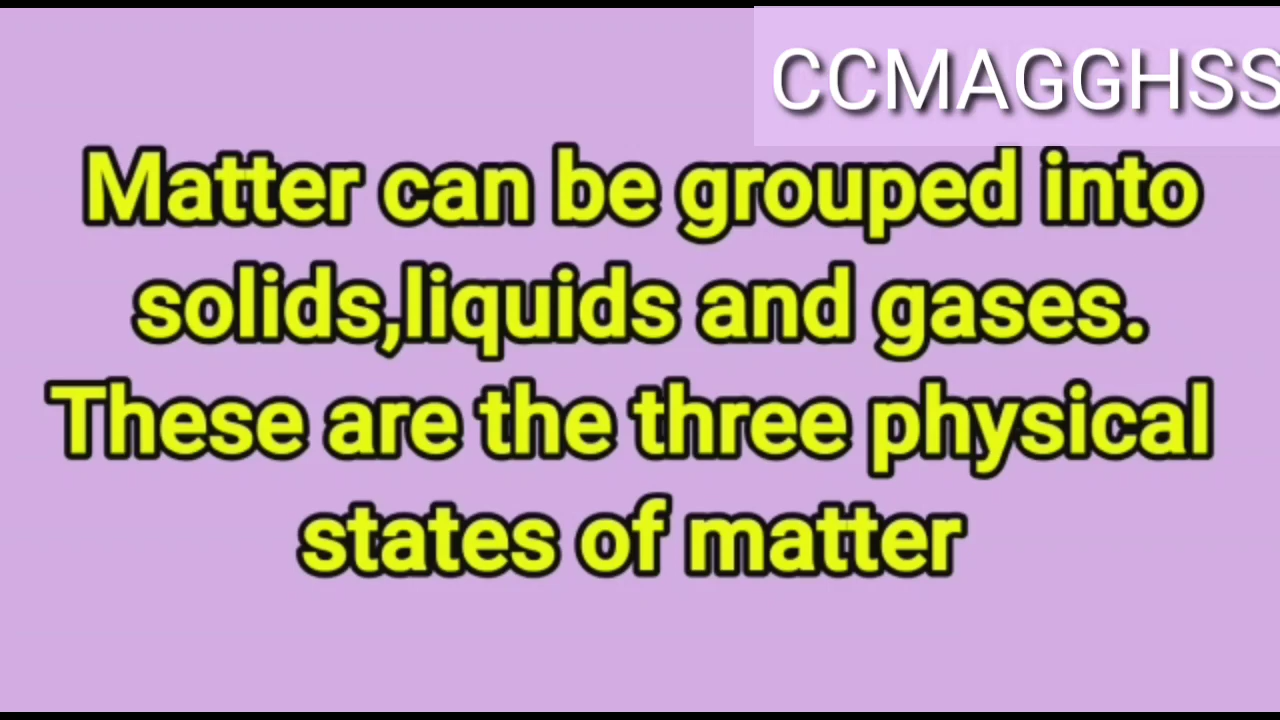 CCMAGGHSS
Matter can be grouped into
solids,liquids and gases.
These are the three physical
states of matter